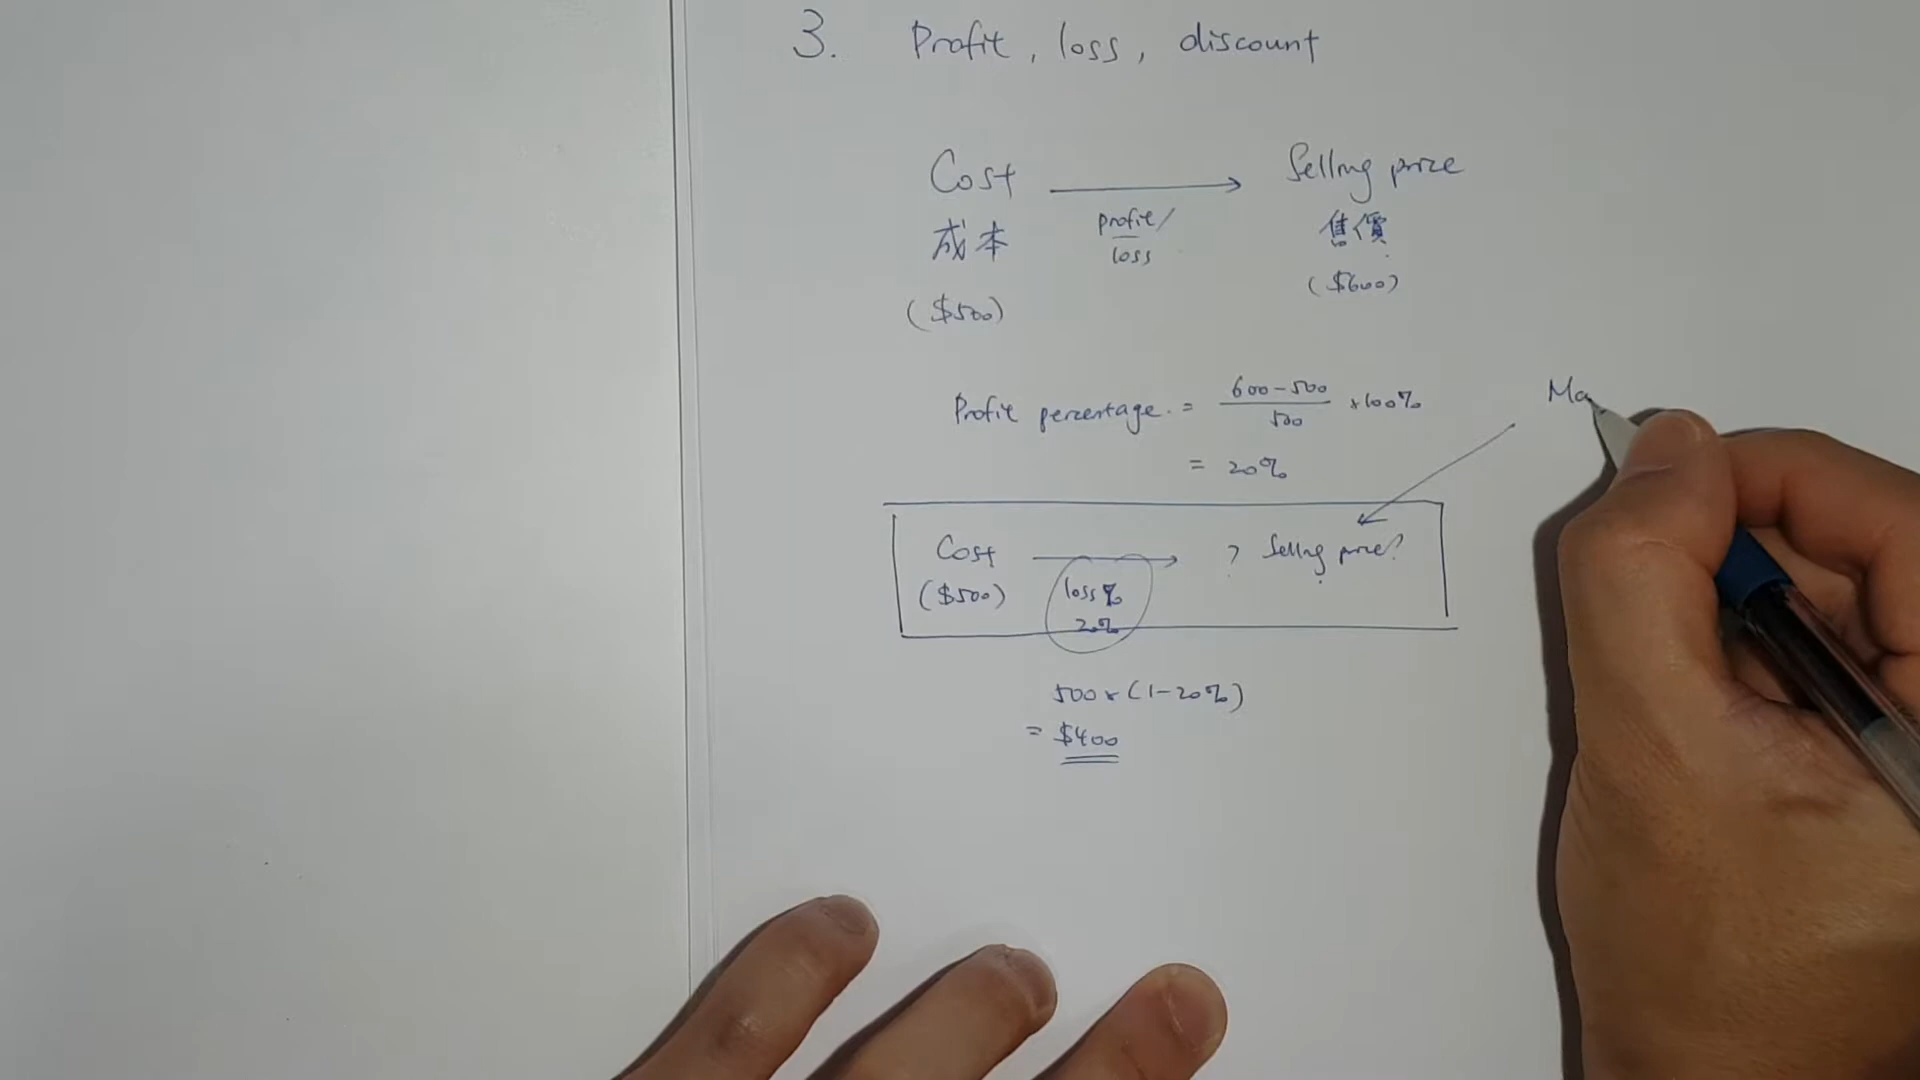 3. Profit, loss, discount
Cost → Selling price
profit/
loss
成本 售價
($500) ($600)
Profit percentage = 600-500 / 500 ×100%
= 20%
Ma
Cost → ? Selling price?
($500) loss%
20%
500×(1-20%)
= $400